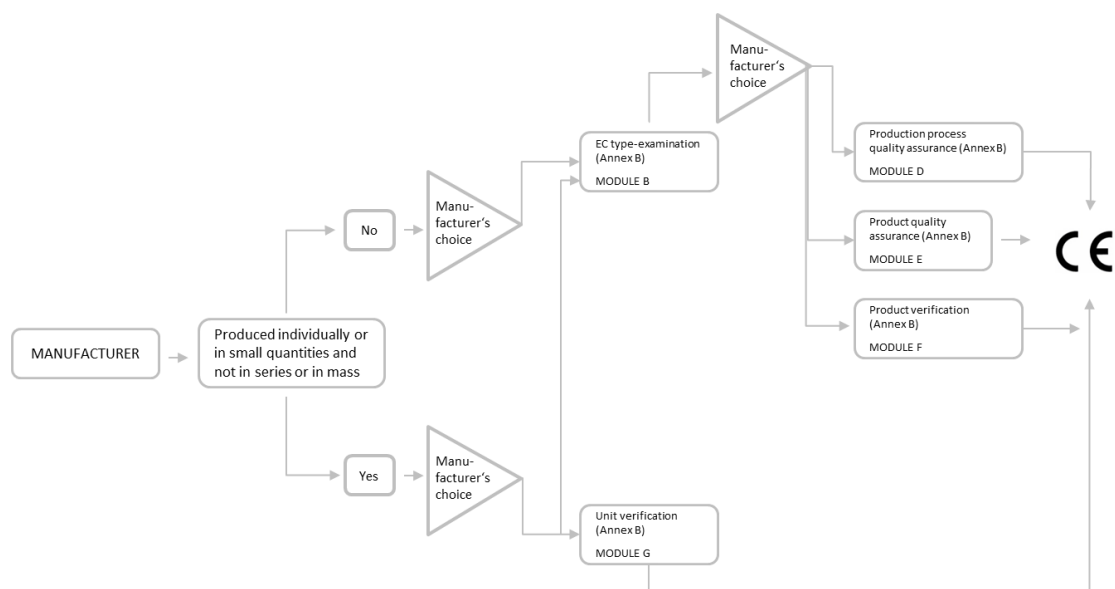 Manu-
facturer's
choice
EC type-examination
(Annex B)
MODULE B
Production process
quality assurance (Annex B)
MODULE D
No
Manu-
facturer's
choice
Product quality
assurance (Annex B)
MODULE E
CE
MANUFACTURER
Produced individually or
in small quantities and
not in series or in mass
Product verification
(Annex B)
MODULE F
Yes
Manu-
facturer's
choice
Unit verification
(Annex B)
MODULE G